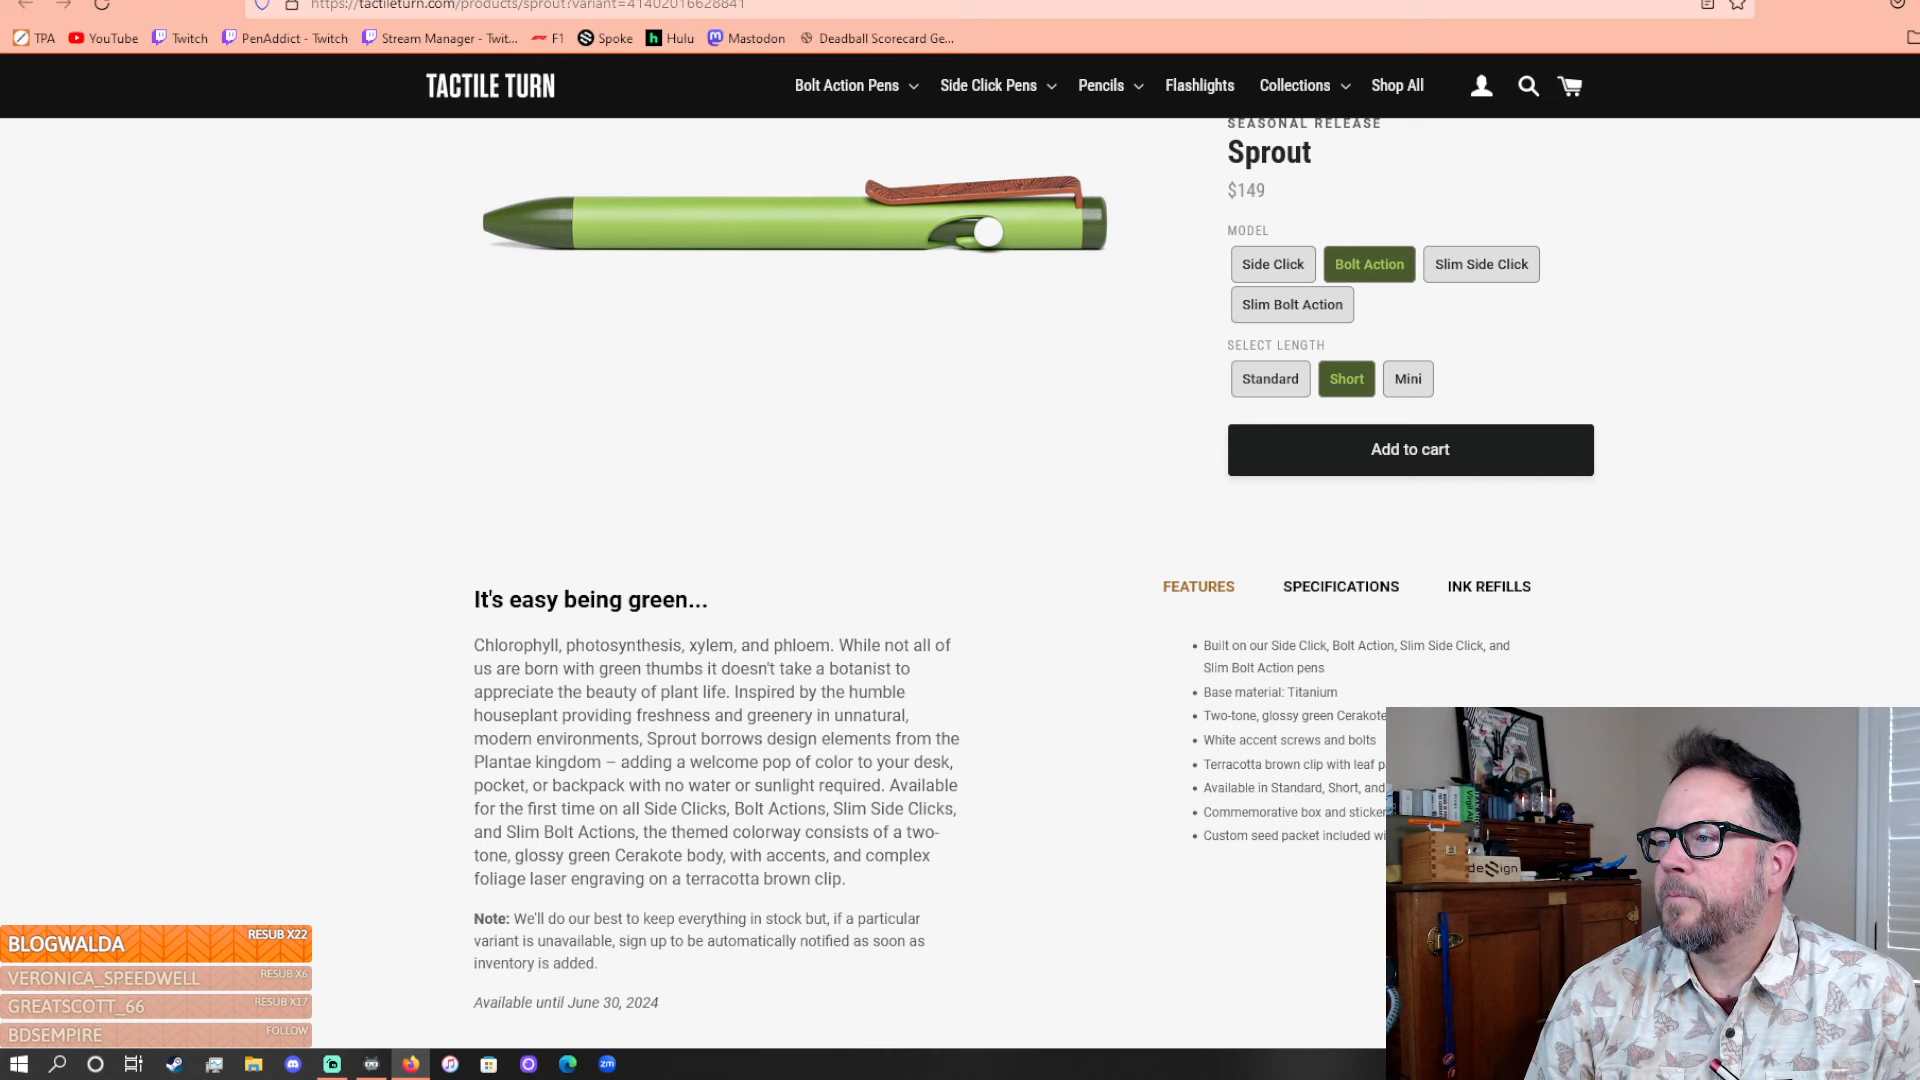 https://tactileturn.com/products/sprout?variant=41402016628841
TPA YouTube Twitch PenAddict - Twitch Stream Manager - Twit... F1 Spoke Hulu Mastodon Deadball Scorecard Ge...
TACTILE TURN
Bolt Action Pens Side Click Pens Pencils Flashlights Collections Shop All
SEASONAL RELEASE
Sprout
$149
MODEL
Side Click Bolt Action Slim Side Click
Slim Bolt Action
SELECT LENGTH
Standard Short Mini
Add to cart
It's easy being green...
Chlorophyll, photosynthesis, xylem, and phloem. While not all of
us are born with green thumbs it doesn't take a botanist to
appreciate the beauty of plant life. Inspired by the humble
houseplant providing freshness and greenery in unnatural,
modern environments, Sprout borrows design elements from the
Plantae kingdom – adding a welcome pop of color to your desk,
pocket, or backpack with no water or sunlight required. Available
for the first time on all Side Clicks, Bolt Actions, Slim Side Clicks,
and Slim Bolt Actions, the themed colorway consists of a two-
tone, glossy green Cerakote body, with accents, and complex
foliage laser engraving on a terracotta brown clip.
Note: We'll do our best to keep everything in stock but, if a particular
variant is unavailable, sign up to be automatically notified as soon as
inventory is added.
Available until June 30, 2024
FEATURES SPECIFICATIONS INK REFILLS
Built on our Side Click, Bolt Action, Slim Side Click, and
Slim Bolt Action pens
Base material: Titanium
Two-tone, glossy green Cerakote
White accent screws and bolts
Terracotta brown clip with leaf p
Available in Standard, Short, and
Commemorative box and sticker
Custom seed packet included wi
deSign
BLOGWALDA RESUB X22
VERONICA_SPEEDWELL RESUB X6
GREATSCOTT_66 RESUB X17
BDSEMPIRE FOLLOW
zm